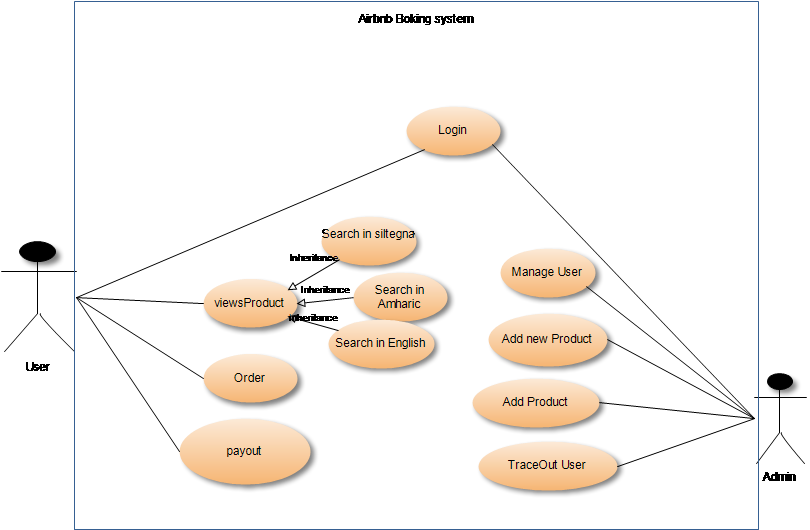 Airbnb Boking system
Login
Search in siltegna
Inheritance
Manage User
Inheritance
Search in
Amharic
viewsProduct
Inheritance
Search in English
Add new Product
User
Order
Add Product
payout
TraceOut User
Admin